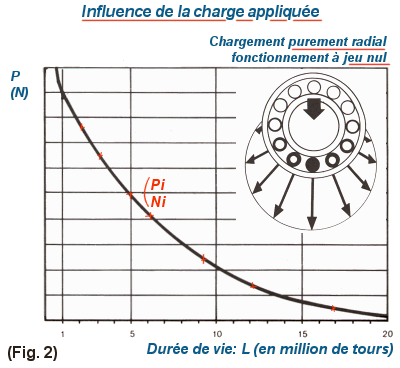 Influence de la charge appliquée
Chargement purement radial
fonctionnement à jeu nul
P
(N)
Pi
Ni
1
5
10
15
20
(Fig. 2)
Durée de vie: L (en million de tours)